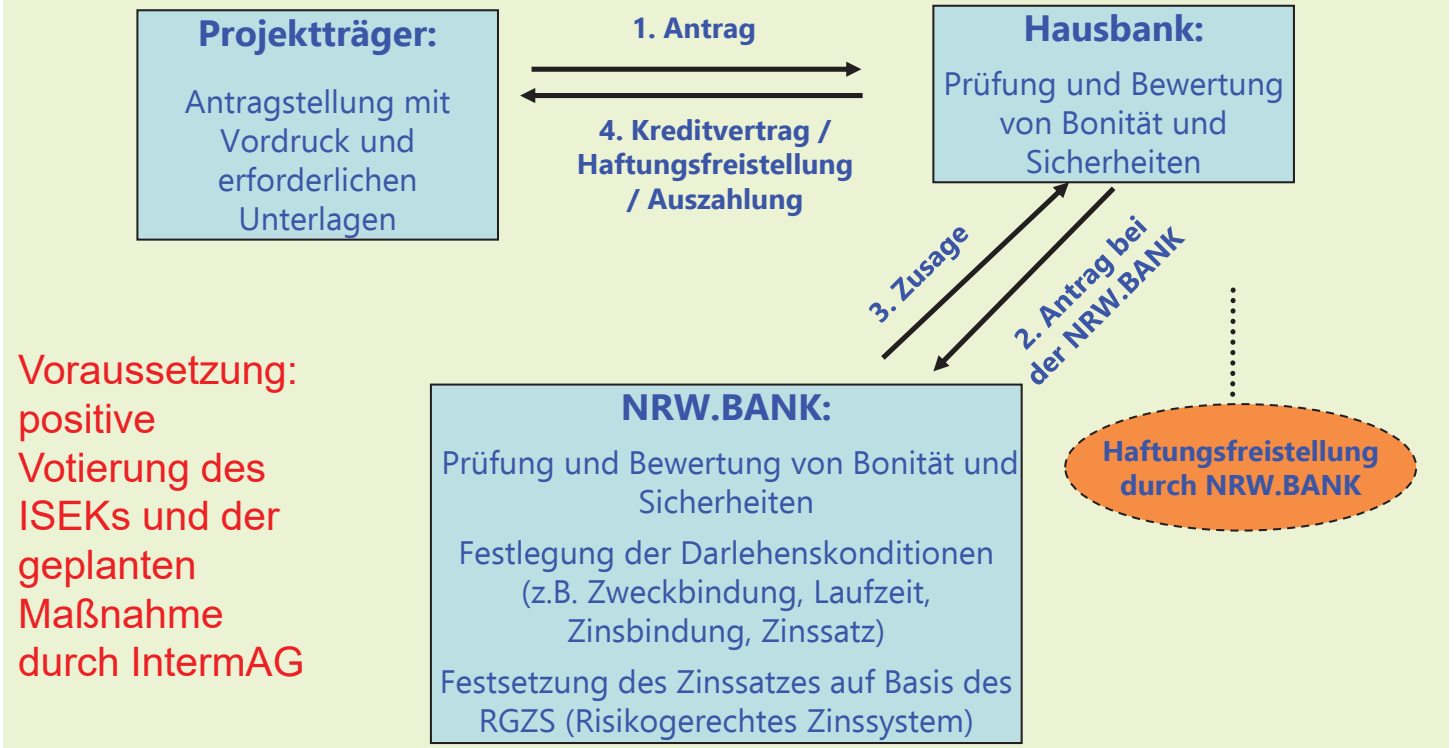 Projektträger:
Antragstellung mit
Vordruck und
erforderlichen
Unterlagen
1. Antrag
4. Kreditvertrag /
Haftungsfreistellung
/ Auszahlung
Hausbank:
Prüfung und Bewertung
von Bonität und
Sicherheiten
3. Zusage
2. Antrag bei
der NRW.BANK
Voraussetzung:
positive
Votierung des
ISEKs und der
geplanten
Maßnahme
durch IntermAG
NRW.BANK:
Prüfung und Bewertung von Bonität und
Sicherheiten
Festlegung der Darlehenskonditionen
(z.B. Zweckbindung, Laufzeit,
Zinsbindung, Zinssatz)
Festsetzung des Zinssatzes auf Basis des
RGZS (Risikogerechtes Zinssystem)
Haftungsfreistellung
durch NRW.BANK